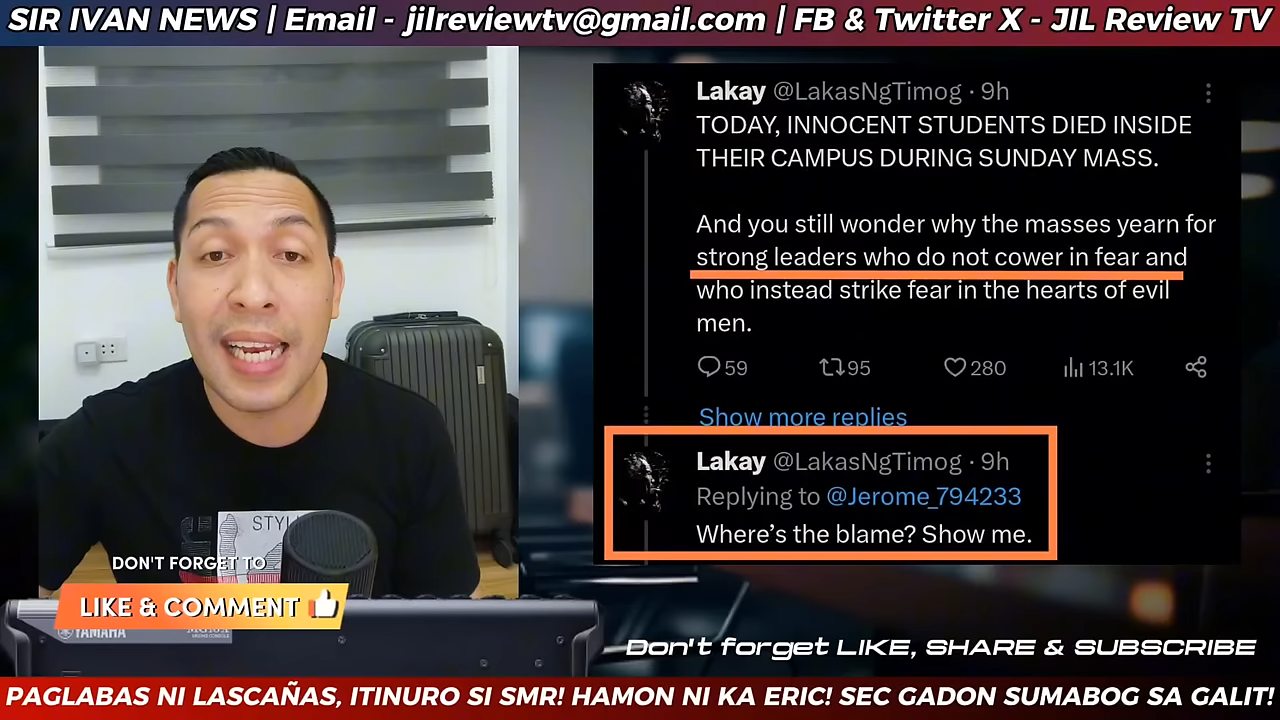 SIR IVAN NEWS | Email - jilreviewtv@gmail.com | FB & Twitter X - JIL Review TV
Lakay @LakasNgTimog · 9h
TODAY, INNOCENT STUDENTS DIED INSIDE
THEIR CAMPUS DURING SUNDAY MASS.
And you still wonder why the masses yearn for
strong leaders who do not cower in fear and
who instead strike fear in the hearts of evil
men.
59 95 280 13.1K
Show more replies
Lakay @LakasNgTimog · 9h
Replying to @Jerome_794233
Where's the blame? Show me.
DON'T FORGET TO
LIKE & COMMENT
YAMAHA
Don't forget LIKE, SHARE & SUBSCRIBE
PAGLABAS NI LASCAÑAS, ITINURO SI SMR! HAMON NI KA ERIC! SEC GADON SUMABOG SA GALIT!